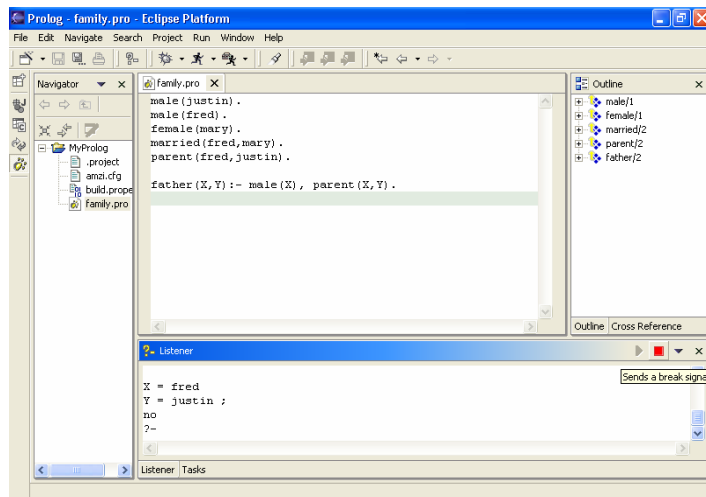 Prolog - family.pro - Eclipse Platform
File Edit Navigate Search Project Run Window Help
Navigator
MyProlog
.project
amzi.cfg
build.prope
family.pro
family.pro
male(justin).
male(fred).
female(mary).
married(fred,mary).
parent(fred,justin).
father(X,Y):- male(X), parent(X,Y).
Outline
male/1
female/1
married/2
parent/2
father/2
Outline Cross Reference
?- Listener
Sends a break signa
X = fred
Y = justin ;
no
?-
Listener Tasks